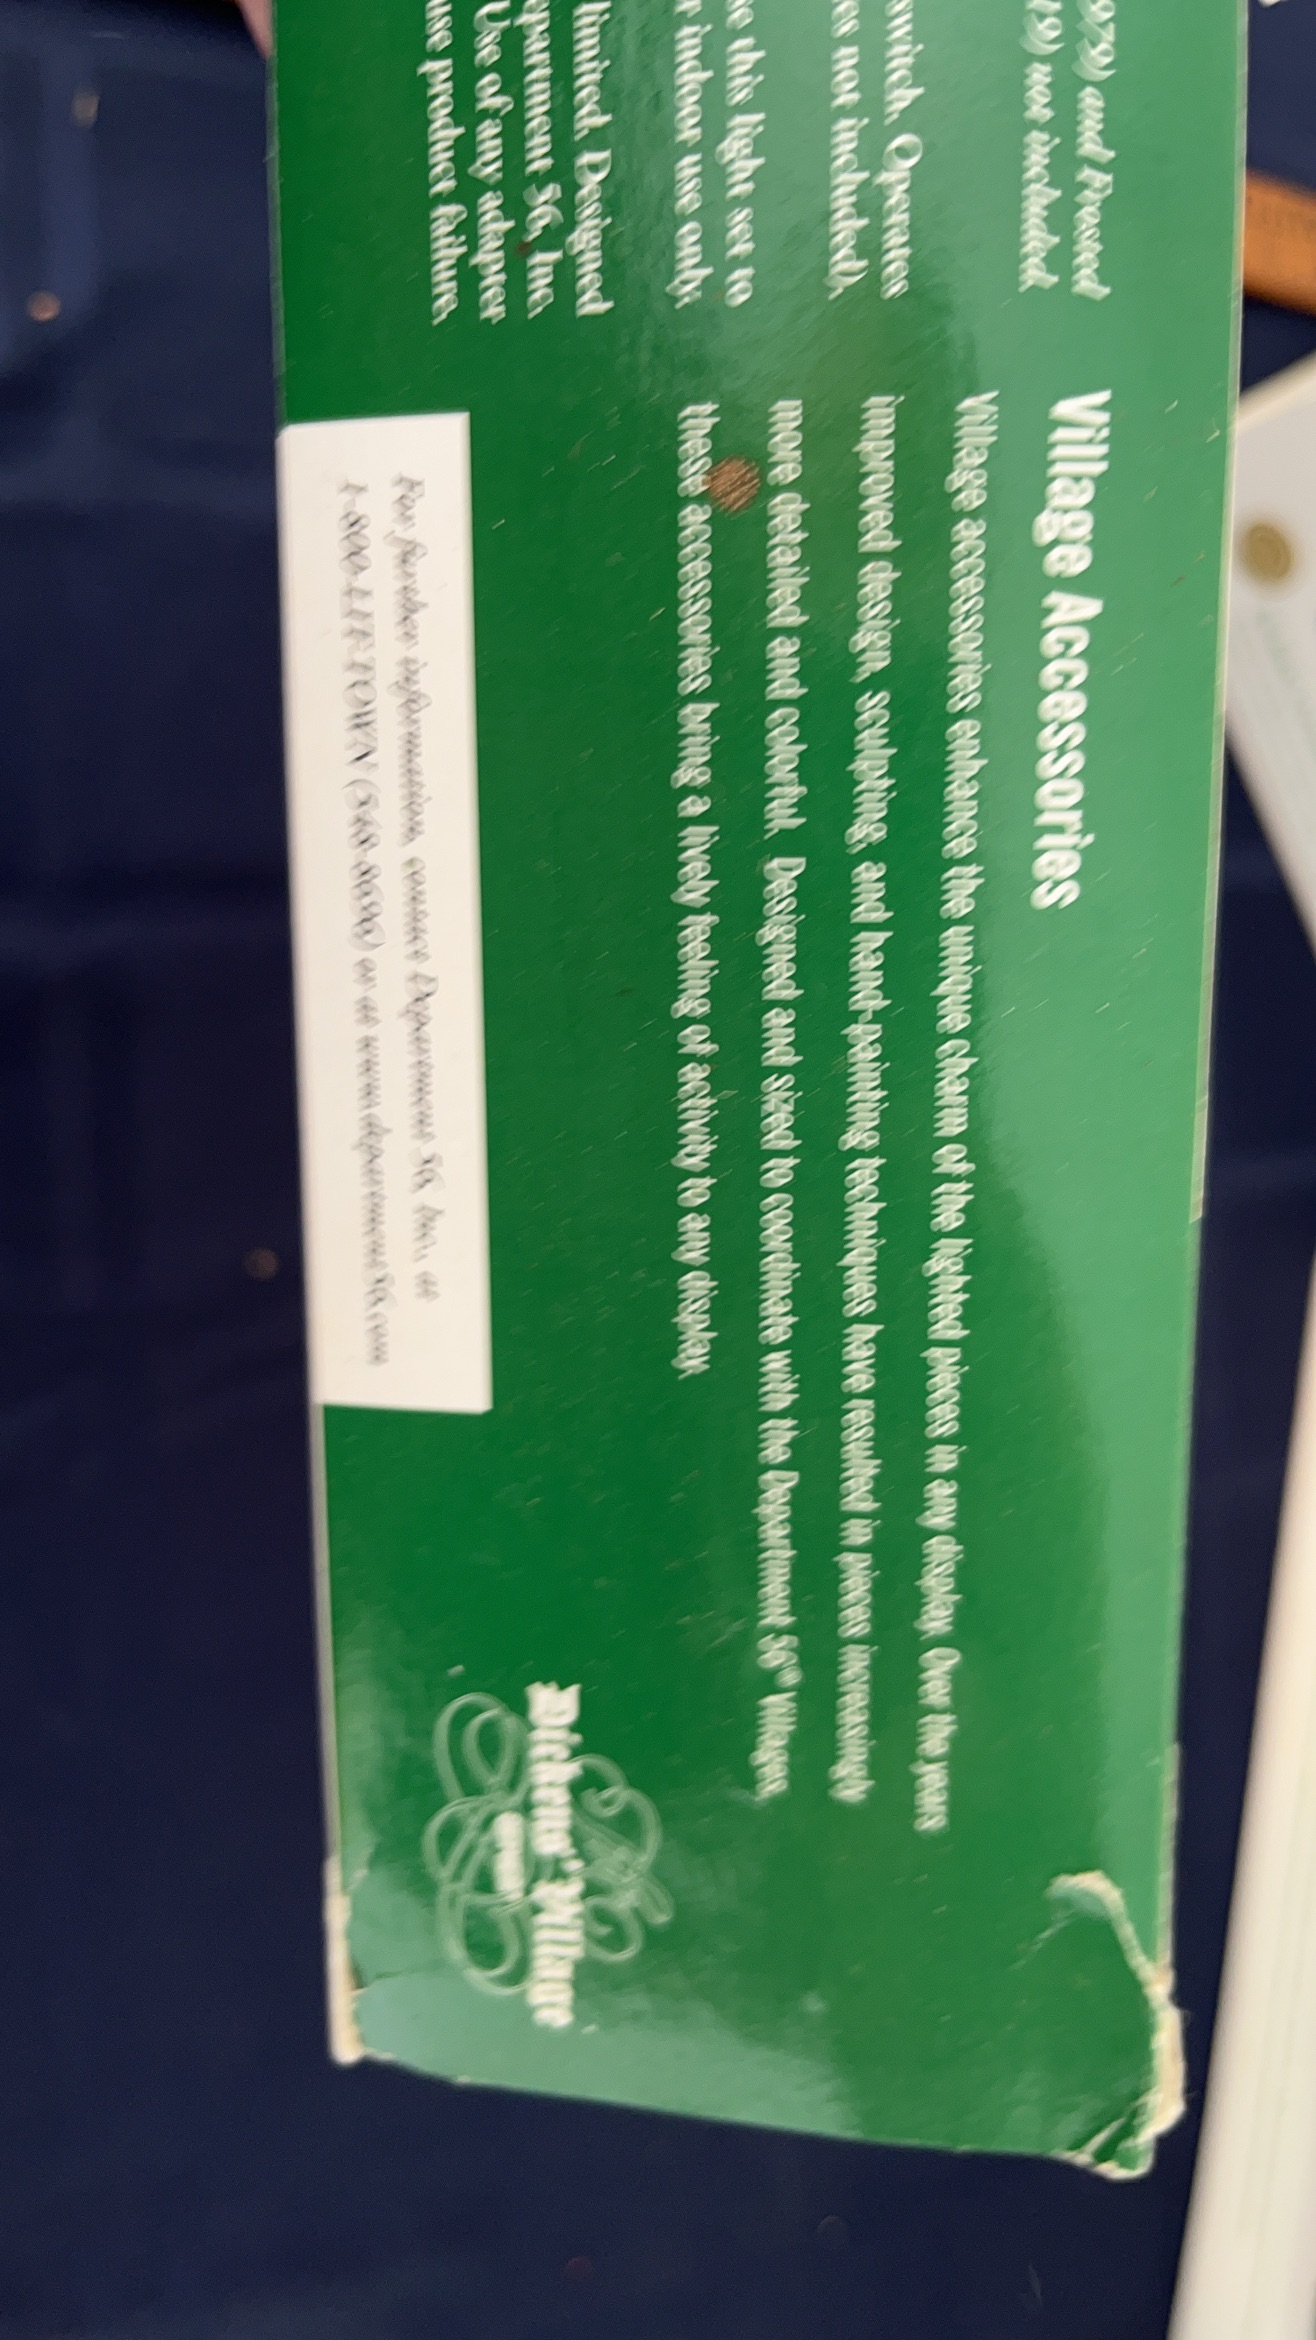 979) and Frosted
19) not included.
switch. Operates
es not included).
e this light set to
r indoor use only.
limited. Designed
epartment 56, Inc.
Use of any adapter
use product failure.
Village Accessories
Village accessories enhance the unique charm of the lighted pieces in any display. Over the years
improved design, sculpting, and hand-painting techniques have resulted in pieces increasingly
more detailed and colorful. Designed and sized to coordinate with the Department 56® Villages,
these accessories bring a lively feeling of activity to any display.
For further information, contact Department 56, Inc., at
1-800-LIT-TOWN (548-8696) or at www.department56.com
Dickens' Village